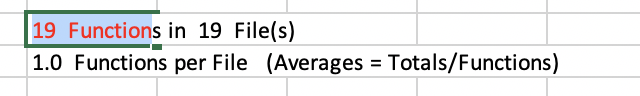 19  Functions in  19  File(s)
1.0  Functions per File   (Averages = Totals/Functions)